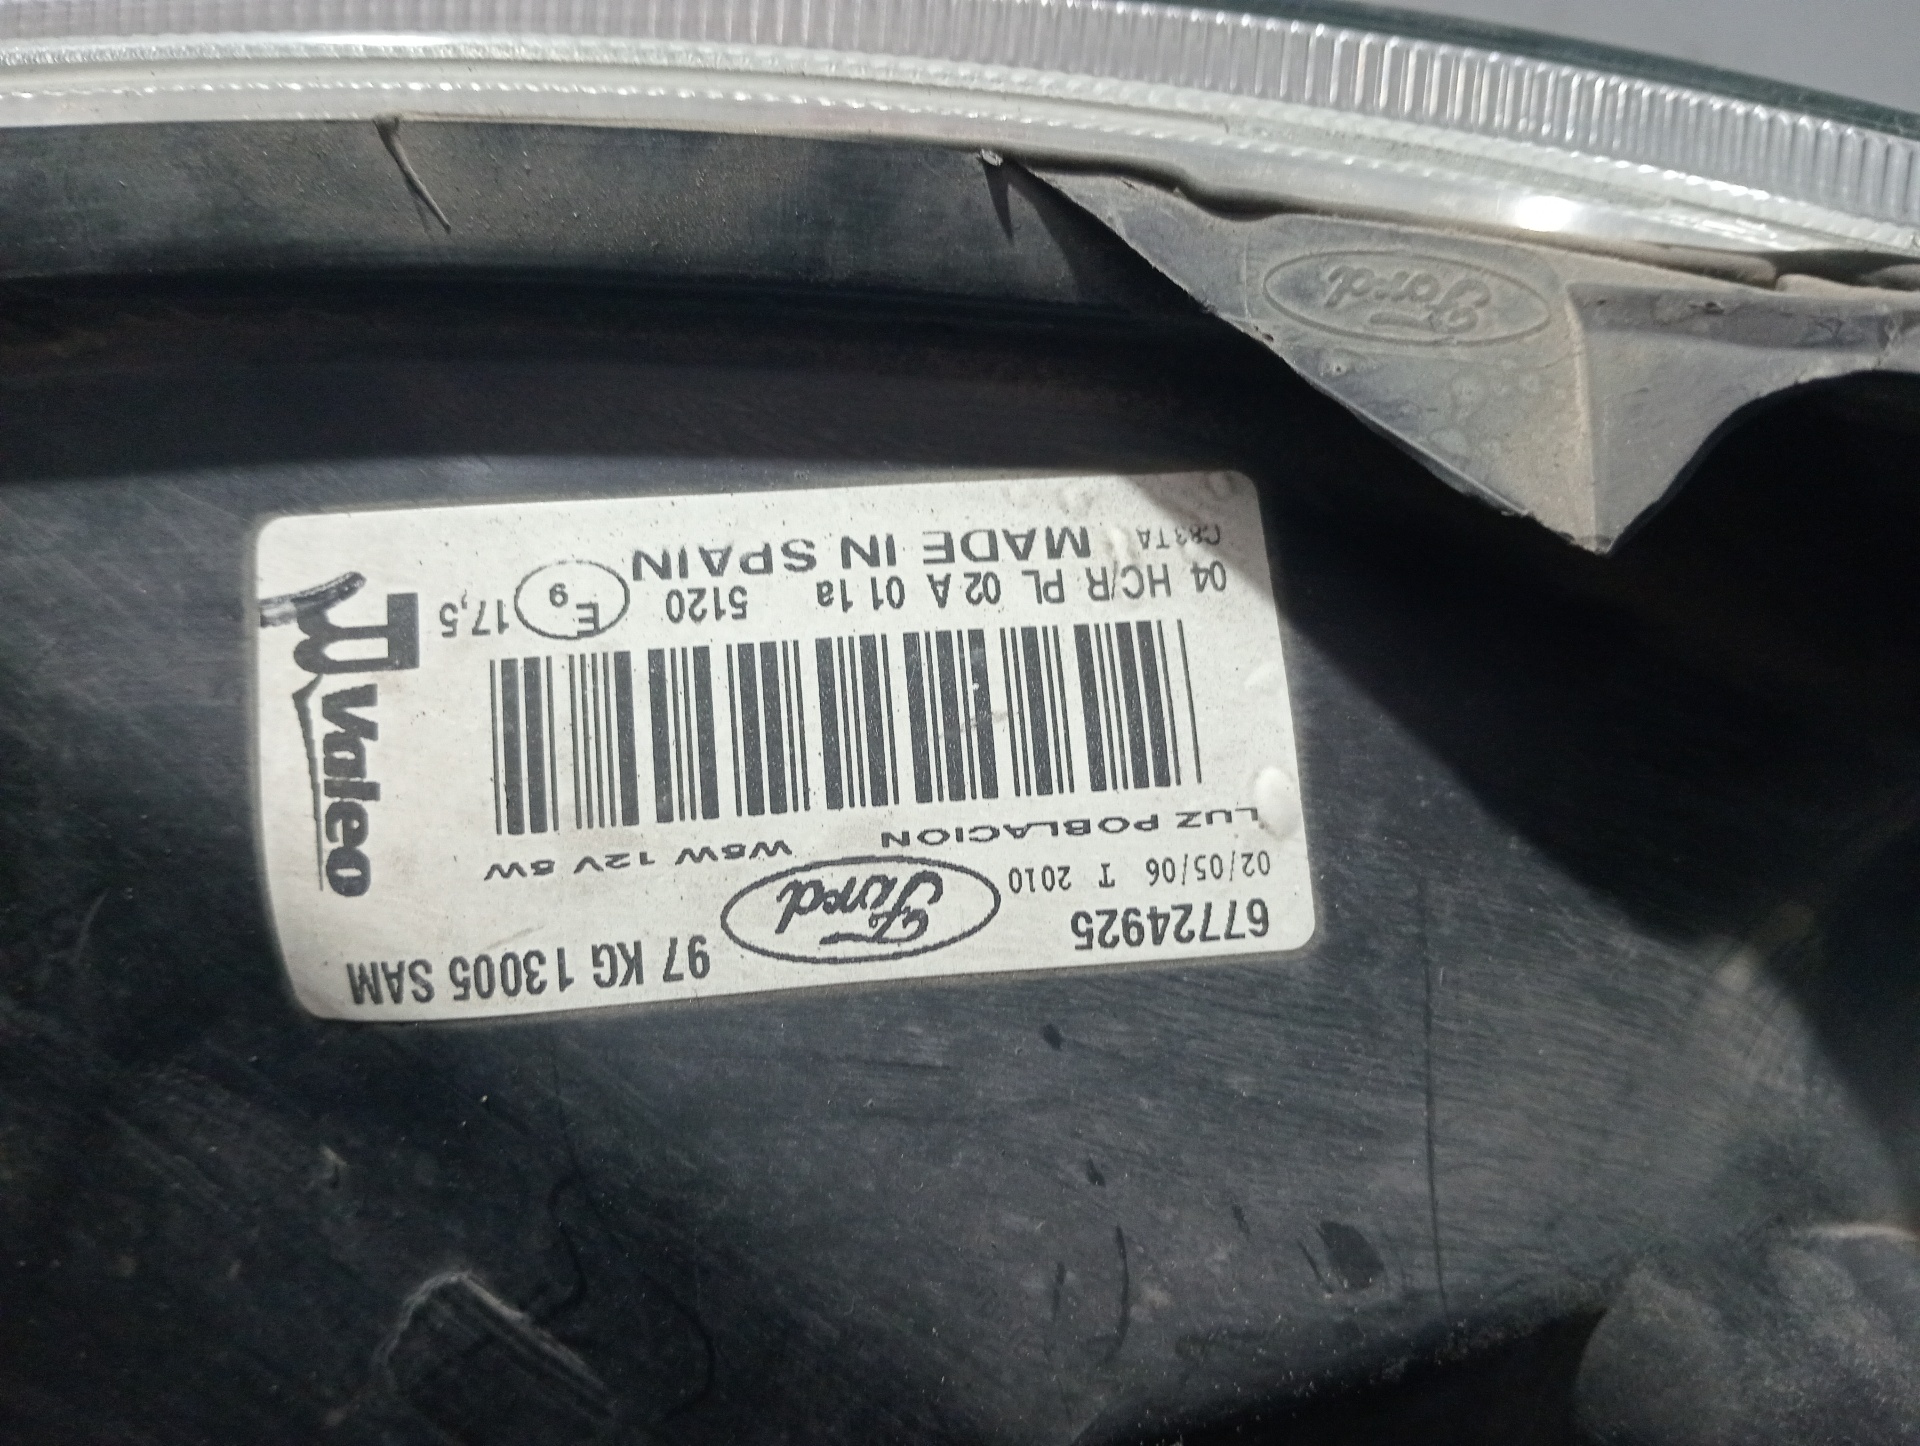 Ford
67724925 Ford 97 KG 13005 SAM
02/05/06 T 2010
LUZ POBLACION W5W 12V 5W
04 HC/R PL 02 A 01 1a 5120 E9 17,5
C83TA MADE IN SPAIN
Valeo